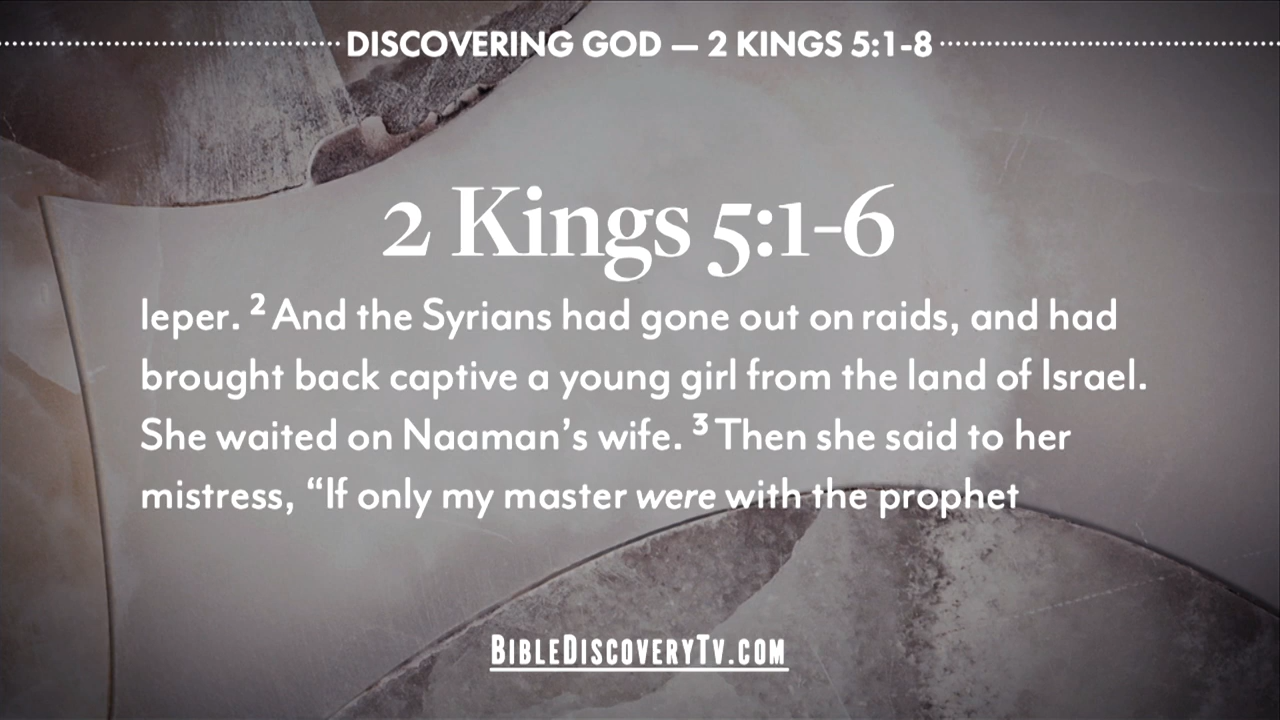 DISCOVERING GOD — 2 KINGS 5:1-8
2 Kings 5:1-6
leper. ² And the Syrians had gone out on raids, and had
brought back captive a young girl from the land of Israel.
She waited on Naaman’s wife. ³ Then she said to her
mistress, “If only my master were with the prophet
BIBLEDISCOVERYTV.COM